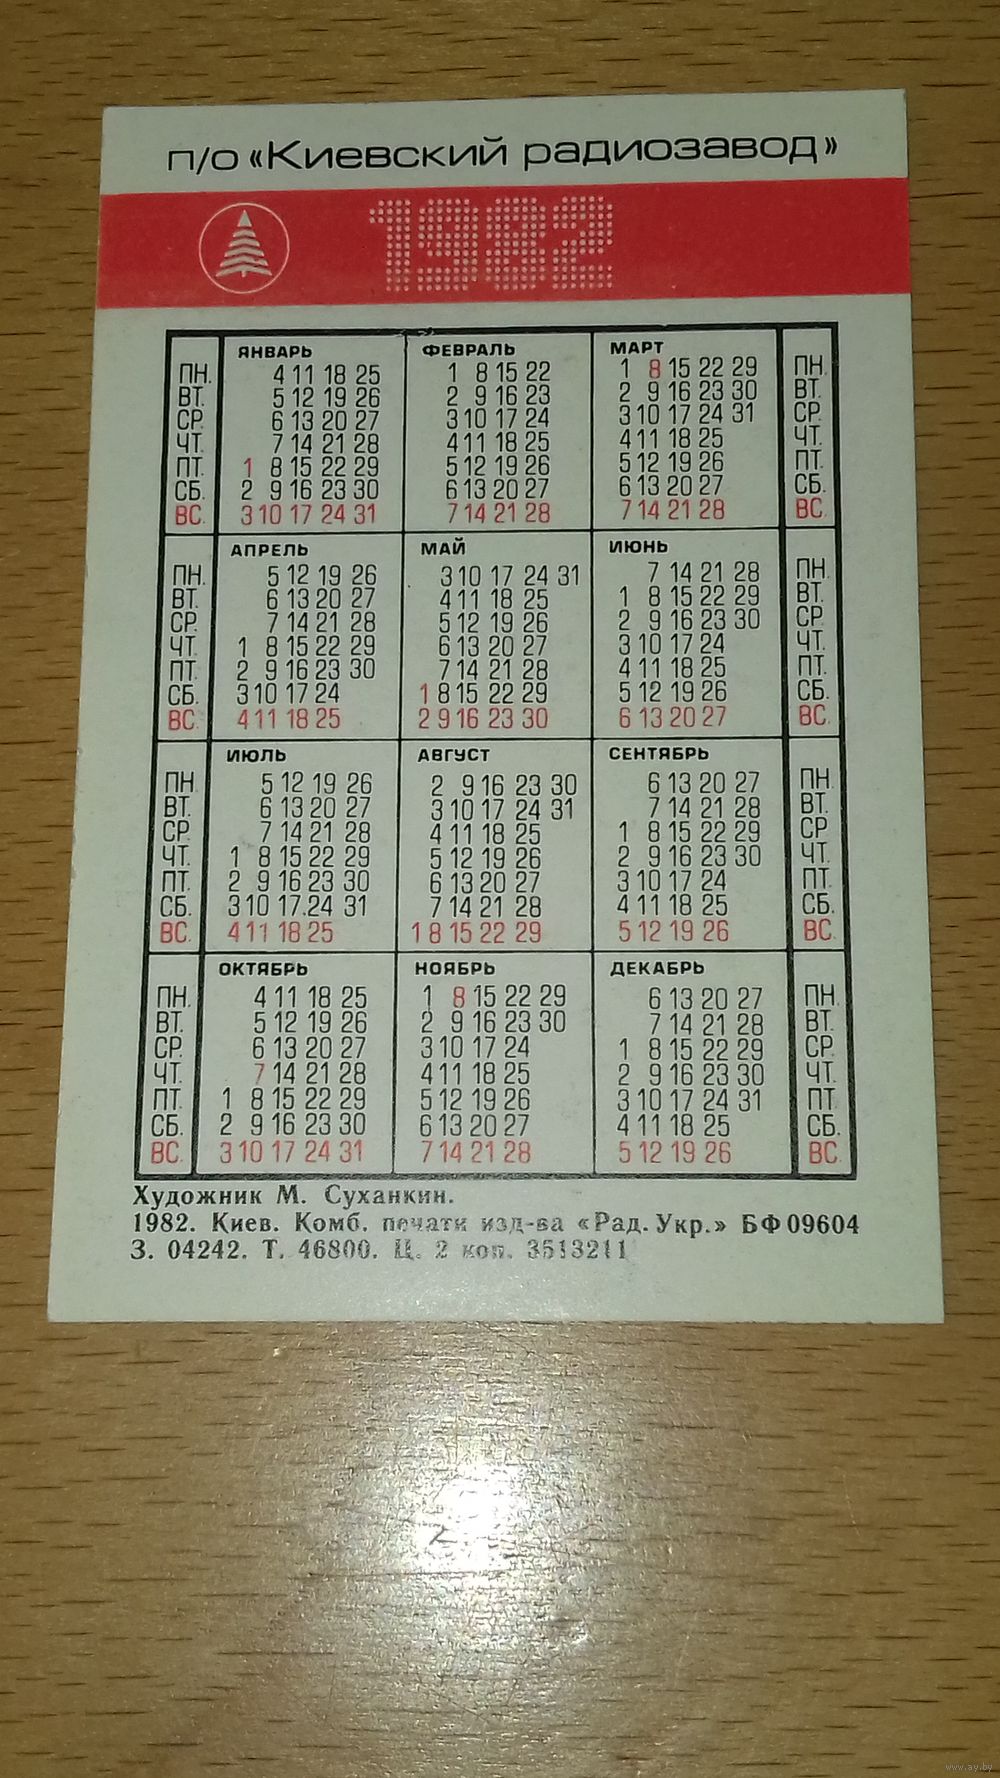 п/о «Киевский радиозавод»
1982
ЯНВАРЬ ФЕВРАЛЬ МАРТ
ПН. 4 11 18 25 1 8 15 22 1 8 15 22 29 ПН.
ВТ. 5 12 19 26 2 9 16 23 2 9 16 23 30 ВТ.
СР. 6 13 20 27 3 10 17 24 3 10 17 24 31 СР.
ЧТ. 7 14 21 28 4 11 18 25 4 11 18 25 ЧТ.
ПТ. 1 8 15 22 29 5 12 19 26 5 12 19 26 ПТ.
СБ. 2 9 16 23 30 6 13 20 27 6 13 20 27 СБ.
ВС. 3 10 17 24 31 7 14 21 28 7 14 21 28 ВС.
АПРЕЛЬ МАЙ ИЮНЬ
ПН. 5 12 19 26 3 10 17 24 31 7 14 21 28 ПН.
ВТ. 6 13 20 27 4 11 18 25 1 8 15 22 29 ВТ.
СР. 7 14 21 28 5 12 19 26 2 9 16 23 30 СР.
ЧТ. 1 8 15 22 29 6 13 20 27 3 10 17 24 ЧТ.
ПТ. 2 9 16 23 30 7 14 21 28 4 11 18 25 ПТ.
СБ. 3 10 17 24 1 8 15 22 29 5 12 19 26 СБ.
ВС. 4 11 18 25 2 9 16 23 30 6 13 20 27 ВС.
ИЮЛЬ АВГУСТ СЕНТЯБРЬ
ПН. 5 12 19 26 2 9 16 23 30 6 13 20 27 ПН.
ВТ. 6 13 20 27 3 10 17 24 31 7 14 21 28 ВТ.
СР. 7 14 21 28 4 11 18 25 1 8 15 22 29 СР.
ЧТ. 1 8 15 22 29 5 12 19 26 2 9 16 23 30 ЧТ.
ПТ. 2 9 16 23 30 6 13 20 27 3 10 17 24 ПТ.
СБ. 3 10 17 24 31 7 14 21 28 4 11 18 25 СБ.
ВС. 4 11 18 25 1 8 15 22 29 5 12 19 26 ВС.
ОКТЯБРЬ НОЯБРЬ ДЕКАБРЬ
ПН. 4 11 18 25 1 8 15 22 29 6 13 20 27 ПН.
ВТ. 5 12 19 26 2 9 16 23 30 7 14 21 28 ВТ.
СР. 6 13 20 27 3 10 17 24 1 8 15 22 29 СР.
ЧТ. 7 14 21 28 4 11 18 25 2 9 16 23 30 ЧТ.
ПТ. 1 8 15 22 29 5 12 19 26 3 10 17 24 31 ПТ.
СБ. 2 9 16 23 30 6 13 20 27 4 11 18 25 СБ.
ВС. 3 10 17 24 31 7 14 21 28 5 12 19 26 ВС.
Художник М. Суханкин.
1982. Киев. Комб. печати изд-ва «Рад. Укр.» БФ 09604
З. 04242. Т. 46800. Ц. 2 коп. 3513211
www.ay.by